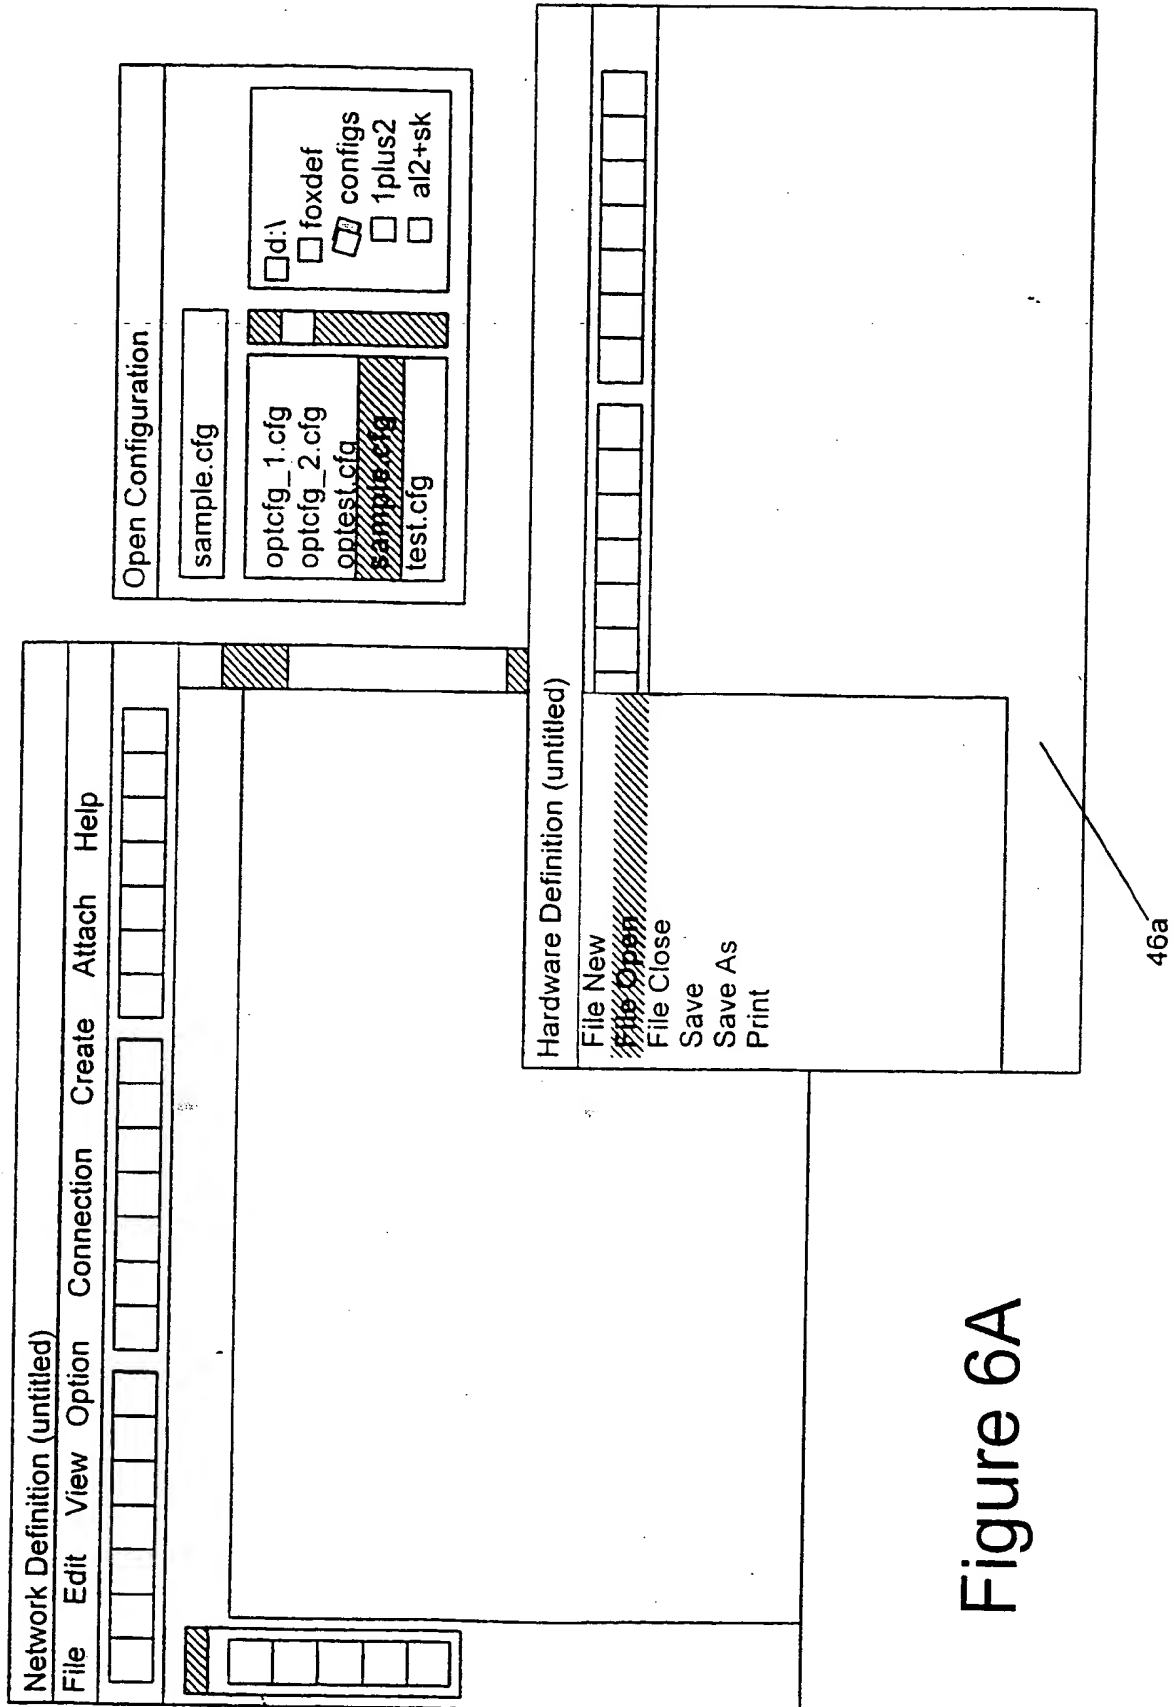 Network Definition (untitled)
File Edit View Option Connection Create Attach Help
Open Configuration
sample.cfg
optcfg_1.cfg
optcfg_2.cfg
optest.cfg
sample.cfg
test.cfg
d:\
foxdef
configs
1plus2
al2+sk
Hardware Definition (untitled)
File New
File Open
File Close
Save
Save As
Print
46a
Figure 6A